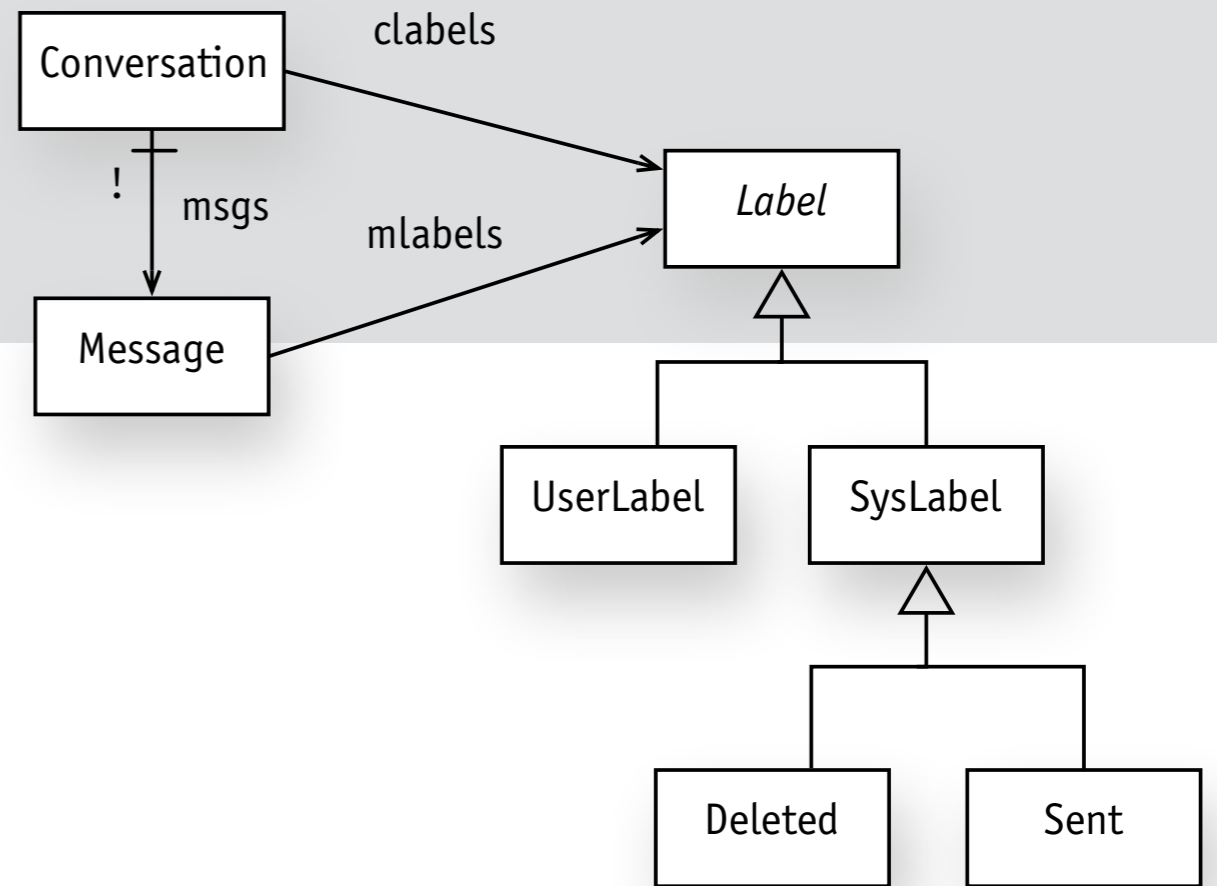 clabels
Conversation
!
msgs
mlabels
Label
Message
UserLabel
SysLabel
Deleted
Sent